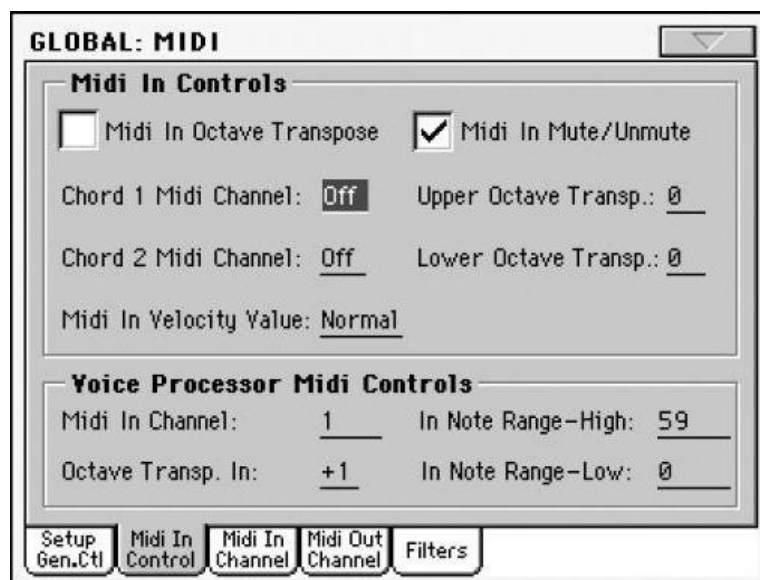 GLOBAL: MIDI
Midi In Controls
Midi In Octave Transpose
Midi In Mute/Unmute
Chord 1 Midi Channel: Off
Upper Octave Transp.: 0
Chord 2 Midi Channel: Off
Lower Octave Transp.: 0
Midi In Velocity Value: Normal
Voice Processor Midi Controls
Midi In Channel: 1
In Note Range-High: 59
Octave Transp. In: +1
In Note Range-Low: 0
Setup Gen.Ctl
Midi In Control
Midi In Channel
Midi Out Channel
Filters